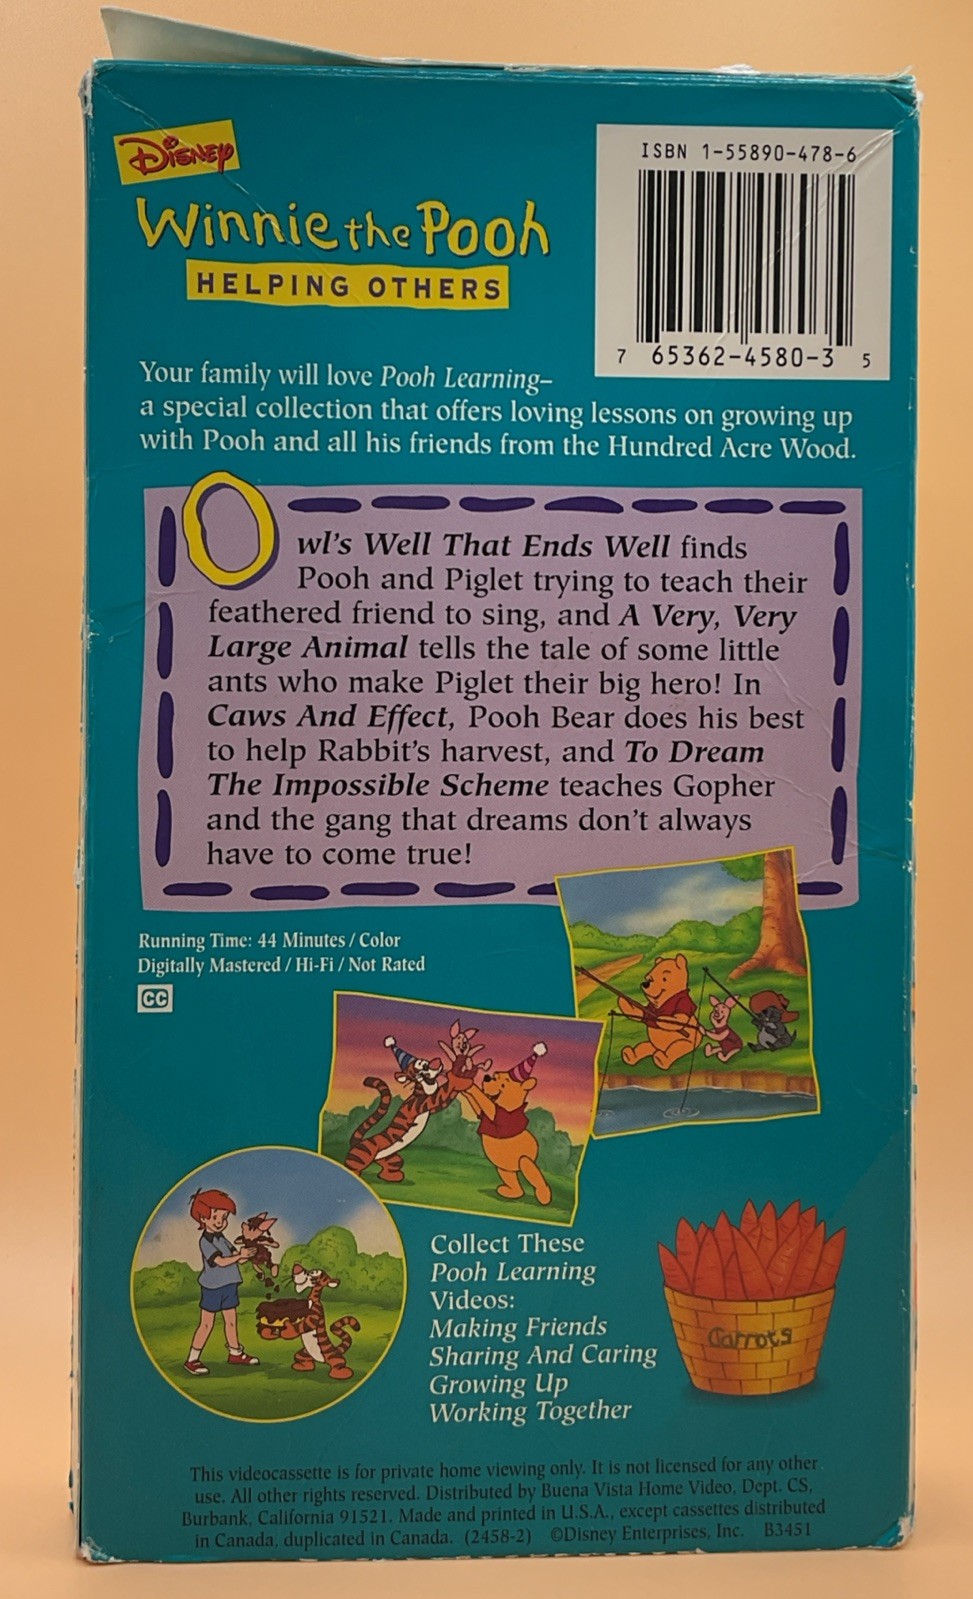 Disney
Winnie the Pooh
HELPING OTHERS
ISBN 1-55890-478-6
7 65362-4580-3 5
Your family will love Pooh Learning–
a special collection that offers loving lessons on growing up
with Pooh and all his friends from the Hundred Acre Wood.
Owl's Well That Ends Well finds
Pooh and Piglet trying to teach their
feathered friend to sing, and A Very, Very
Large Animal tells the tale of some little
ants who make Piglet their big hero! In
Caws And Effect, Pooh Bear does his best
to help Rabbit's harvest, and To Dream
The Impossible Scheme teaches Gopher
and the gang that dreams don't always
have to come true!
Running Time: 44 Minutes / Color
Digitally Mastered / Hi-Fi / Not Rated
CC
Collect These
Pooh Learning
Videos:
Making Friends
Sharing And Caring
Growing Up
Working Together
Carrots
This videocassette is for private home viewing only. It is not licensed for any other
use. All other rights reserved. Distributed by Buena Vista Home Video, Dept. CS,
Burbank, California 91521. Made and printed in U.S.A., except cassettes distributed
in Canada, duplicated in Canada. (2458-2) ©Disney Enterprises, Inc. B3451